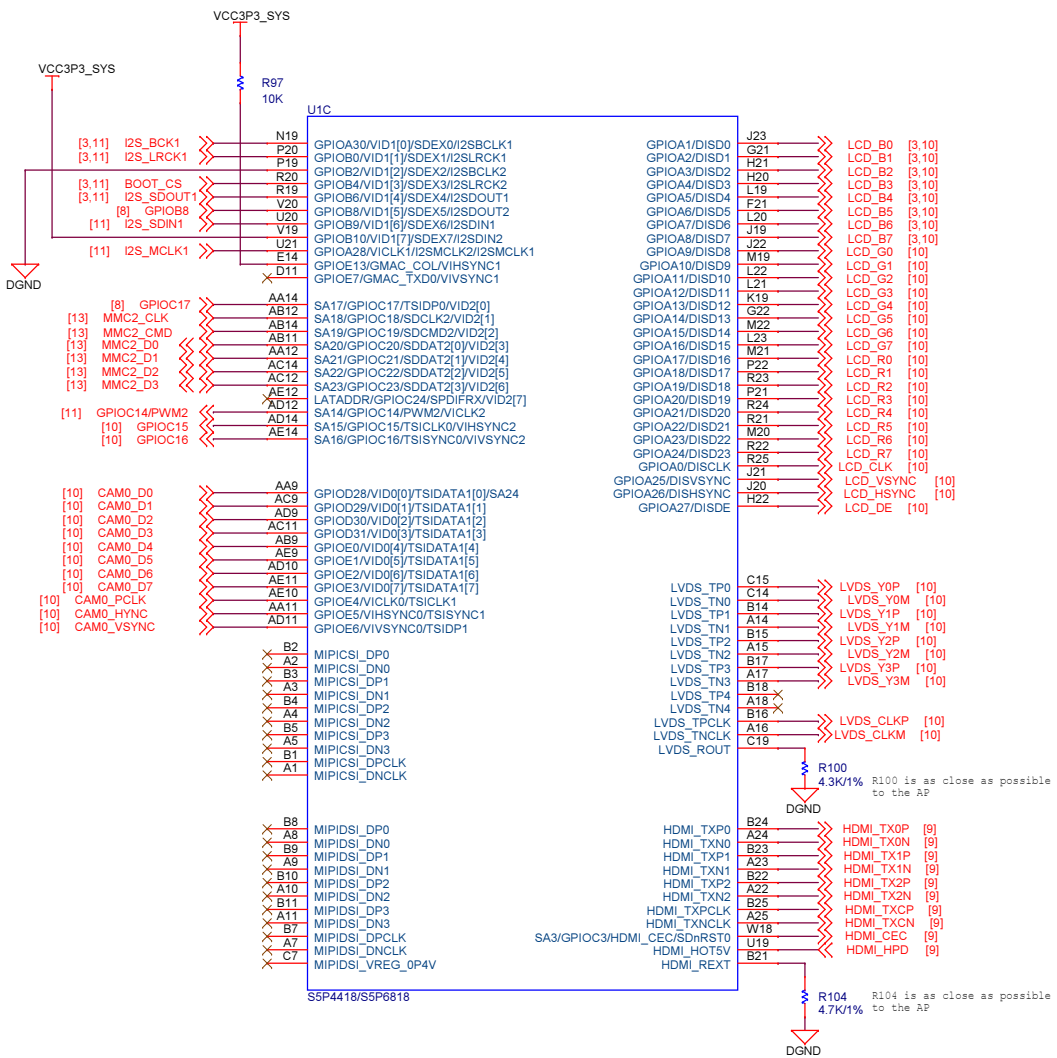 VCC3P3_SYS
VCC3P3_SYS
R97
10K
U1C
[3,11] I2S_BCK1 N19 GPIOA30/VID1[0]/SDEX0/I2SBCLK1
[3,11] I2S_LRCK1 P20 GPIOB0/VID1[1]/SDEX1/I2SLRCK1
P19 GPIOB2/VID1[2]/SDEX2/I2SBCLK2
[3,11] BOOT_CS R20 GPIOB4/VID1[3]/SDEX3/I2SLRCK2
[3,11] I2S_SDOUT1 R19 GPIOB6/VID1[4]/SDEX4/I2SDOUT1
[8] GPIOB8 V20 GPIOB8/VID1[5]/SDEX5/I2SDOUT2
[11] I2S_SDIN1 U20 GPIOB9/VID1[6]/SDEX6/I2SDIN1
V19 GPIOB10/VID1[7]/SDEX7/I2SDIN2
[11] I2S_MCLK1 U21 GPIOA28/VICLK1/I2SMCLK2/I2SMCLK1
E14 GPIOE13/GMAC_COL/VIHSYNC1
D11 GPIOE7/GMAC_TXD0/VIVSYNC1
DGND
[8] GPIOC17 AA14 SA17/GPIOC17/TSIDP0/VID2[0]
[13] MMC2_CLK AB12 SA18/GPIOC18/SDCLK2/VID2[1]
[13] MMC2_CMD AB14 SA19/GPIOC19/SDCMD2/VID2[2]
[13] MMC2_D0 AB11 SA20/GPIOC20/SDDAT2[0]/VID2[3]
[13] MMC2_D1 AA12 SA21/GPIOC21/SDDAT2[1]/VID2[4]
[13] MMC2_D2 AC14 SA22/GPIOC22/SDDAT2[2]/VID2[5]
[13] MMC2_D3 AC12 SA23/GPIOC23/SDDAT2[3]/VID2[6]
AE12 LATADDR/GPIOC24/SPDIFRX/VID2[7]
[11] GPIOC14/PWM2 AD12 SA14/GPIOC14/PWM2/VICLK2
[10] GPIOC15 AD14 SA15/GPIOC15/TSICLK0/VIHSYNC2
[10] GPIOC16 AE14 SA16/GPIOC16/TSISYNC0/VIVSYNC2
[10] CAM0_D0 AA9 GPIOD28/VID0[0]/TSIDATA1[0]/SA24
[10] CAM0_D1 AC9 GPIOD29/VID0[1]/TSIDATA1[1]
[10] CAM0_D2 AD9 GPIOD30/VID0[2]/TSIDATA1[2]
[10] CAM0_D3 AC11 GPIOD31/VID0[3]/TSIDATA1[3]
[10] CAM0_D4 AB9 GPIOE0/VID0[4]/TSIDATA1[4]
[10] CAM0_D5 AE9 GPIOE1/VID0[5]/TSIDATA1[5]
[10] CAM0_D6 AD10 GPIOE2/VID0[6]/TSIDATA1[6]
[10] CAM0_D7 AE11 GPIOE3/VID0[7]/TSIDATA1[7]
[10] CAM0_PCLK AE10 GPIOE4/VICLK0/TSICLK1
[10] CAM0_HYNC AA11 GPIOE5/VIHSYNC0/TSISYNC1
[10] CAM0_VSYNC AD11 GPIOE6/VIVSYNC0/TSIDP1
B2 MIPICSI_DP0
A2 MIPICSI_DN0
B3 MIPICSI_DP1
A3 MIPICSI_DN1
B4 MIPICSI_DP2
A4 MIPICSI_DN2
B5 MIPICSI_DP3
A5 MIPICSI_DN3
B1 MIPICSI_DPCLK
A1 MIPICSI_DNCLK
B8 MIPIDSI_DP0
A8 MIPIDSI_DN0
B9 MIPIDSI_DP1
A9 MIPIDSI_DN1
B10 MIPIDSI_DP2
A10 MIPIDSI_DN2
B11 MIPIDSI_DP3
A11 MIPIDSI_DN3
B7 MIPIDSI_DPCLK
A7 MIPIDSI_DNCLK
C7 MIPIDSI_VREG_0P4V
GPIOA1/DISD0 J23 LCD_B0 [3,10]
GPIOA2/DISD1 G21 LCD_B1 [3,10]
GPIOA3/DISD2 H21 LCD_B2 [3,10]
GPIOA4/DISD3 H20 LCD_B3 [3,10]
GPIOA5/DISD4 L19 LCD_B4 [3,10]
GPIOA6/DISD5 F21 LCD_B5 [3,10]
GPIOA7/DISD6 L20 LCD_B6 [3,10]
GPIOA8/DISD7 J19 LCD_B7 [3,10]
GPIOA9/DISD8 J22 LCD_G0 [10]
GPIOA10/DISD9 M19 LCD_G1 [10]
GPIOA11/DISD10 L22 LCD_G2 [10]
GPIOA12/DISD11 L21 LCD_G3 [10]
GPIOA13/DISD12 K19 LCD_G4 [10]
GPIOA14/DISD13 G22 LCD_G5 [10]
GPIOA15/DISD14 M22 LCD_G6 [10]
GPIOA16/DISD15 L23 LCD_G7 [10]
GPIOA17/DISD16 M21 LCD_R0 [10]
GPIOA18/DISD17 P22 LCD_R1 [10]
GPIOA19/DISD18 R23 LCD_R2 [10]
GPIOA20/DISD19 P21 LCD_R3 [10]
GPIOA21/DISD20 R24 LCD_R4 [10]
GPIOA22/DISD21 R21 LCD_R5 [10]
GPIOA23/DISD22 M20 LCD_R6 [10]
GPIOA24/DISD23 R22 LCD_R7 [10]
GPIOA0/DISCLK R25 LCD_CLK [10]
GPIOA25/DISVSYNC J21 LCD_VSYNC [10]
GPIOA26/DISHSYNC J20 LCD_HSYNC [10]
GPIOA27/DISDE H22 LCD_DE [10]
LVDS_TP0 C15 LVDS_Y0P [10]
LVDS_TN0 C14 LVDS_Y0M [10]
LVDS_TP1 B14 LVDS_Y1P [10]
LVDS_TN1 A14 LVDS_Y1M [10]
LVDS_TP2 B15 LVDS_Y2P [10]
LVDS_TN2 A15 LVDS_Y2M [10]
LVDS_TP3 B17 LVDS_Y3P [10]
LVDS_TN3 A17 LVDS_Y3M [10]
LVDS_TP4 B18
LVDS_TN4 A18
LVDS_TPCLK B16 LVDS_CLKP [10]
LVDS_TNCLK A16 LVDS_CLKM [10]
LVDS_ROUT C19
R100
4.3K/1%
R100 is as close as possible
to the AP
DGND
HDMI_TXP0 B24 HDMI_TX0P [9]
HDMI_TXN0 A24 HDMI_TX0N [9]
HDMI_TXP1 B23 HDMI_TX1P [9]
HDMI_TXN1 A23 HDMI_TX1N [9]
HDMI_TXP2 B22 HDMI_TX2P [9]
HDMI_TXN2 A22 HDMI_TX2N [9]
HDMI_TXPCLK B25 HDMI_TXCP [9]
HDMI_TXNCLK A25 HDMI_TXCN [9]
SA3/GPIOC3/HDMI_CEC/SDnRST0 W18 HDMI_CEC [9]
HDMI_HOT5V U19 HDMI_HPD [9]
HDMI_REXT B21
S5P4418/S5P6818
R104
4.7K/1%
R104 is as close as possible
to the AP
DGND